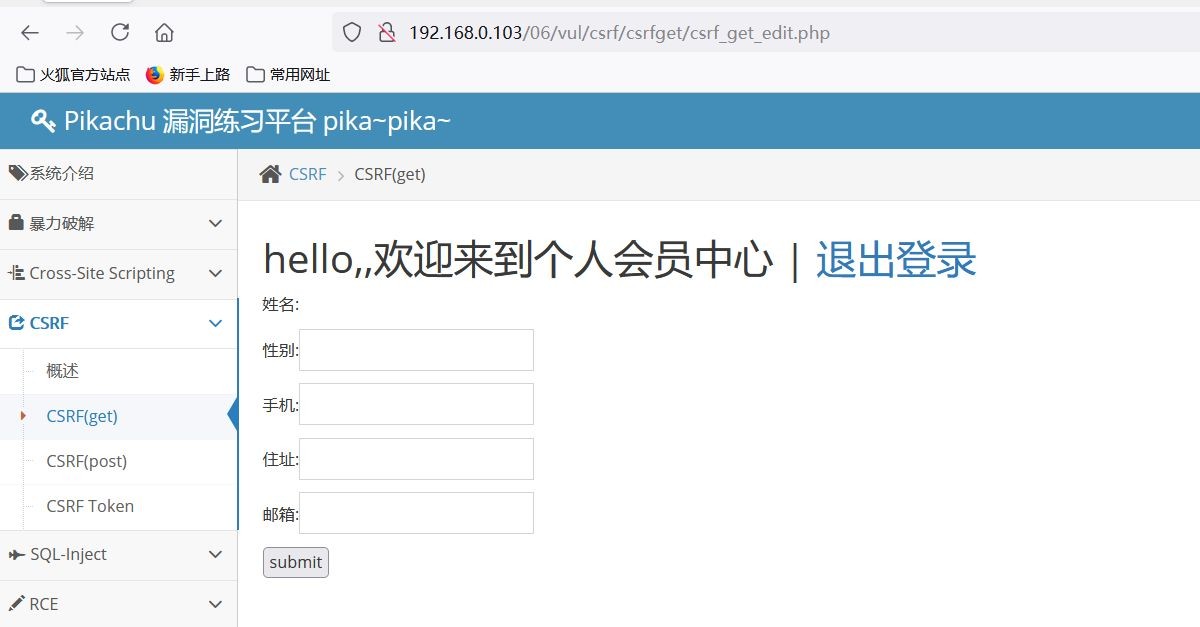 192.168.0.103/06/vul/csrf/csrfget/csrf_get_edit.php
火狐官方站点 新手上路 常用网址
Pikachu 漏洞练习平台 pika~pika~
系统介绍
暴力破解
Cross-Site Scripting
CSRF
概述
CSRF(get)
CSRF(post)
CSRF Token
SQL-Inject
RCE
CSRF > CSRF(get)
hello,,欢迎来到个人会员中心 | 退出登录
姓名:
性别:
手机:
住址:
邮箱:
submit